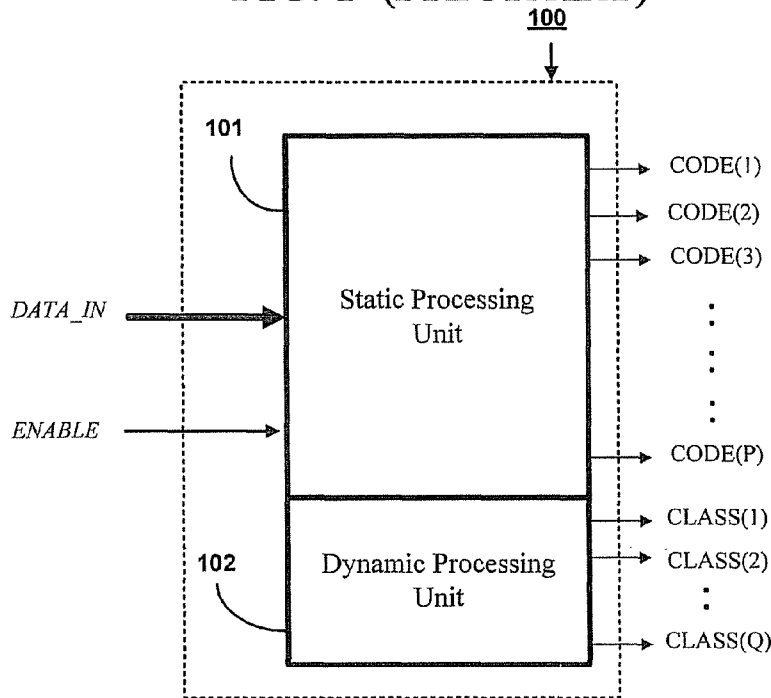 100
101
CODE(1)
CODE(2)
CODE(3)
DATA_IN
Static Processing
Unit
ENABLE
CODE(P)
CLASS(1)
102
Dynamic Processing
Unit
CLASS(2)
CLASS(Q)